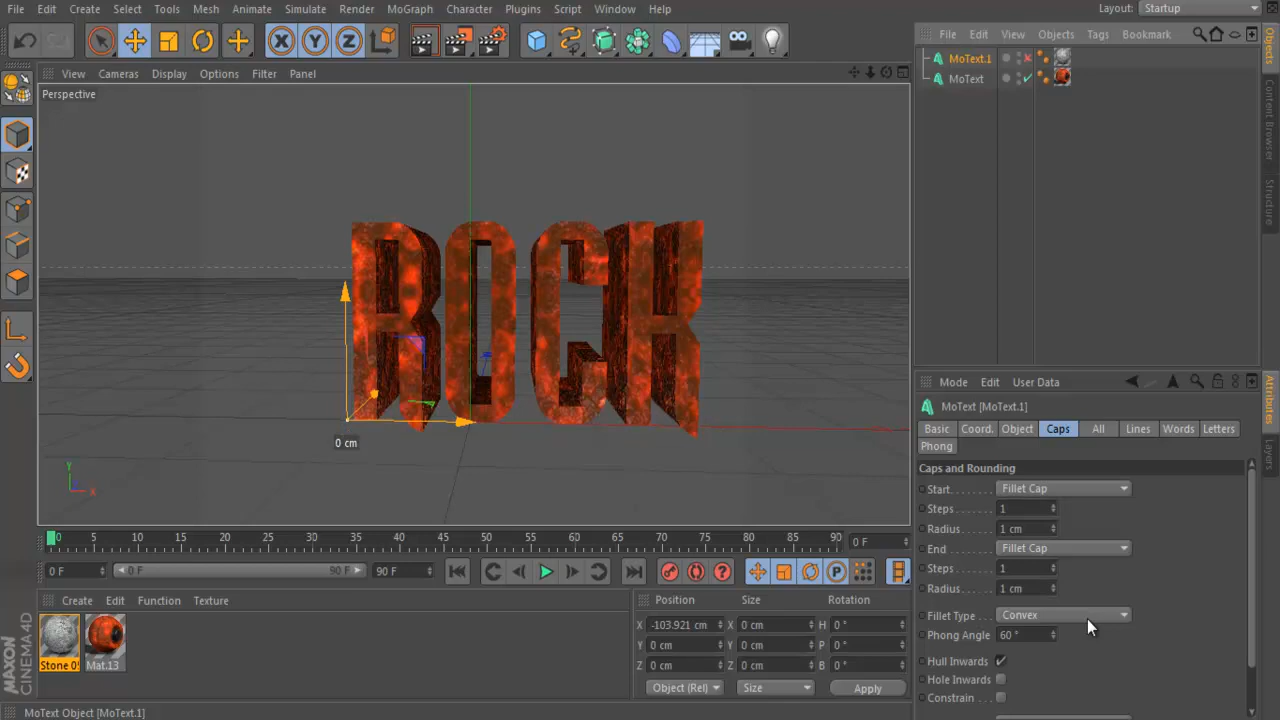 File Edit Create Select Tools Mesh Animate Simulate Render MoGraph Character Plugins Script Window Help
Layout: Startup
File Edit View Objects Tags Bookmark
View Cameras Display Options Filter Panel
Perspective
MoText.1
MoText
Objects
Content Browser
Structure
ROCK
0 cm
Y
X
Mode Edit User Data
MoText [MoText.1]
Basic Coord. Object Caps All Lines Words Letters
Phong
Attributes
Layers
Caps and Rounding
Start Fillet Cap
Steps 1
Radius 1 cm
End Fillet Cap
Steps 1
Radius 1 cm
Fillet Type Convex
Phong Angle 60 °
Hull Inwards
Hole Inwards
Constrain
0 5 10 15 20 25 30 35 40 45 50 55 60 65 70 75 80 85 90 0 F
0 F 0 F 90 F 90 F
Create Edit Function Texture
Stone 0 Mat.13
Position Size Rotation
X -103.921 cm X 0 cm H 0 °
Y 0 cm Y 0 cm P 0 °
Z 0 cm Z 0 cm B 0 °
Object (Rel) Size Apply
MAXON
CINEMA 4D
MoText Object [MoText.1]